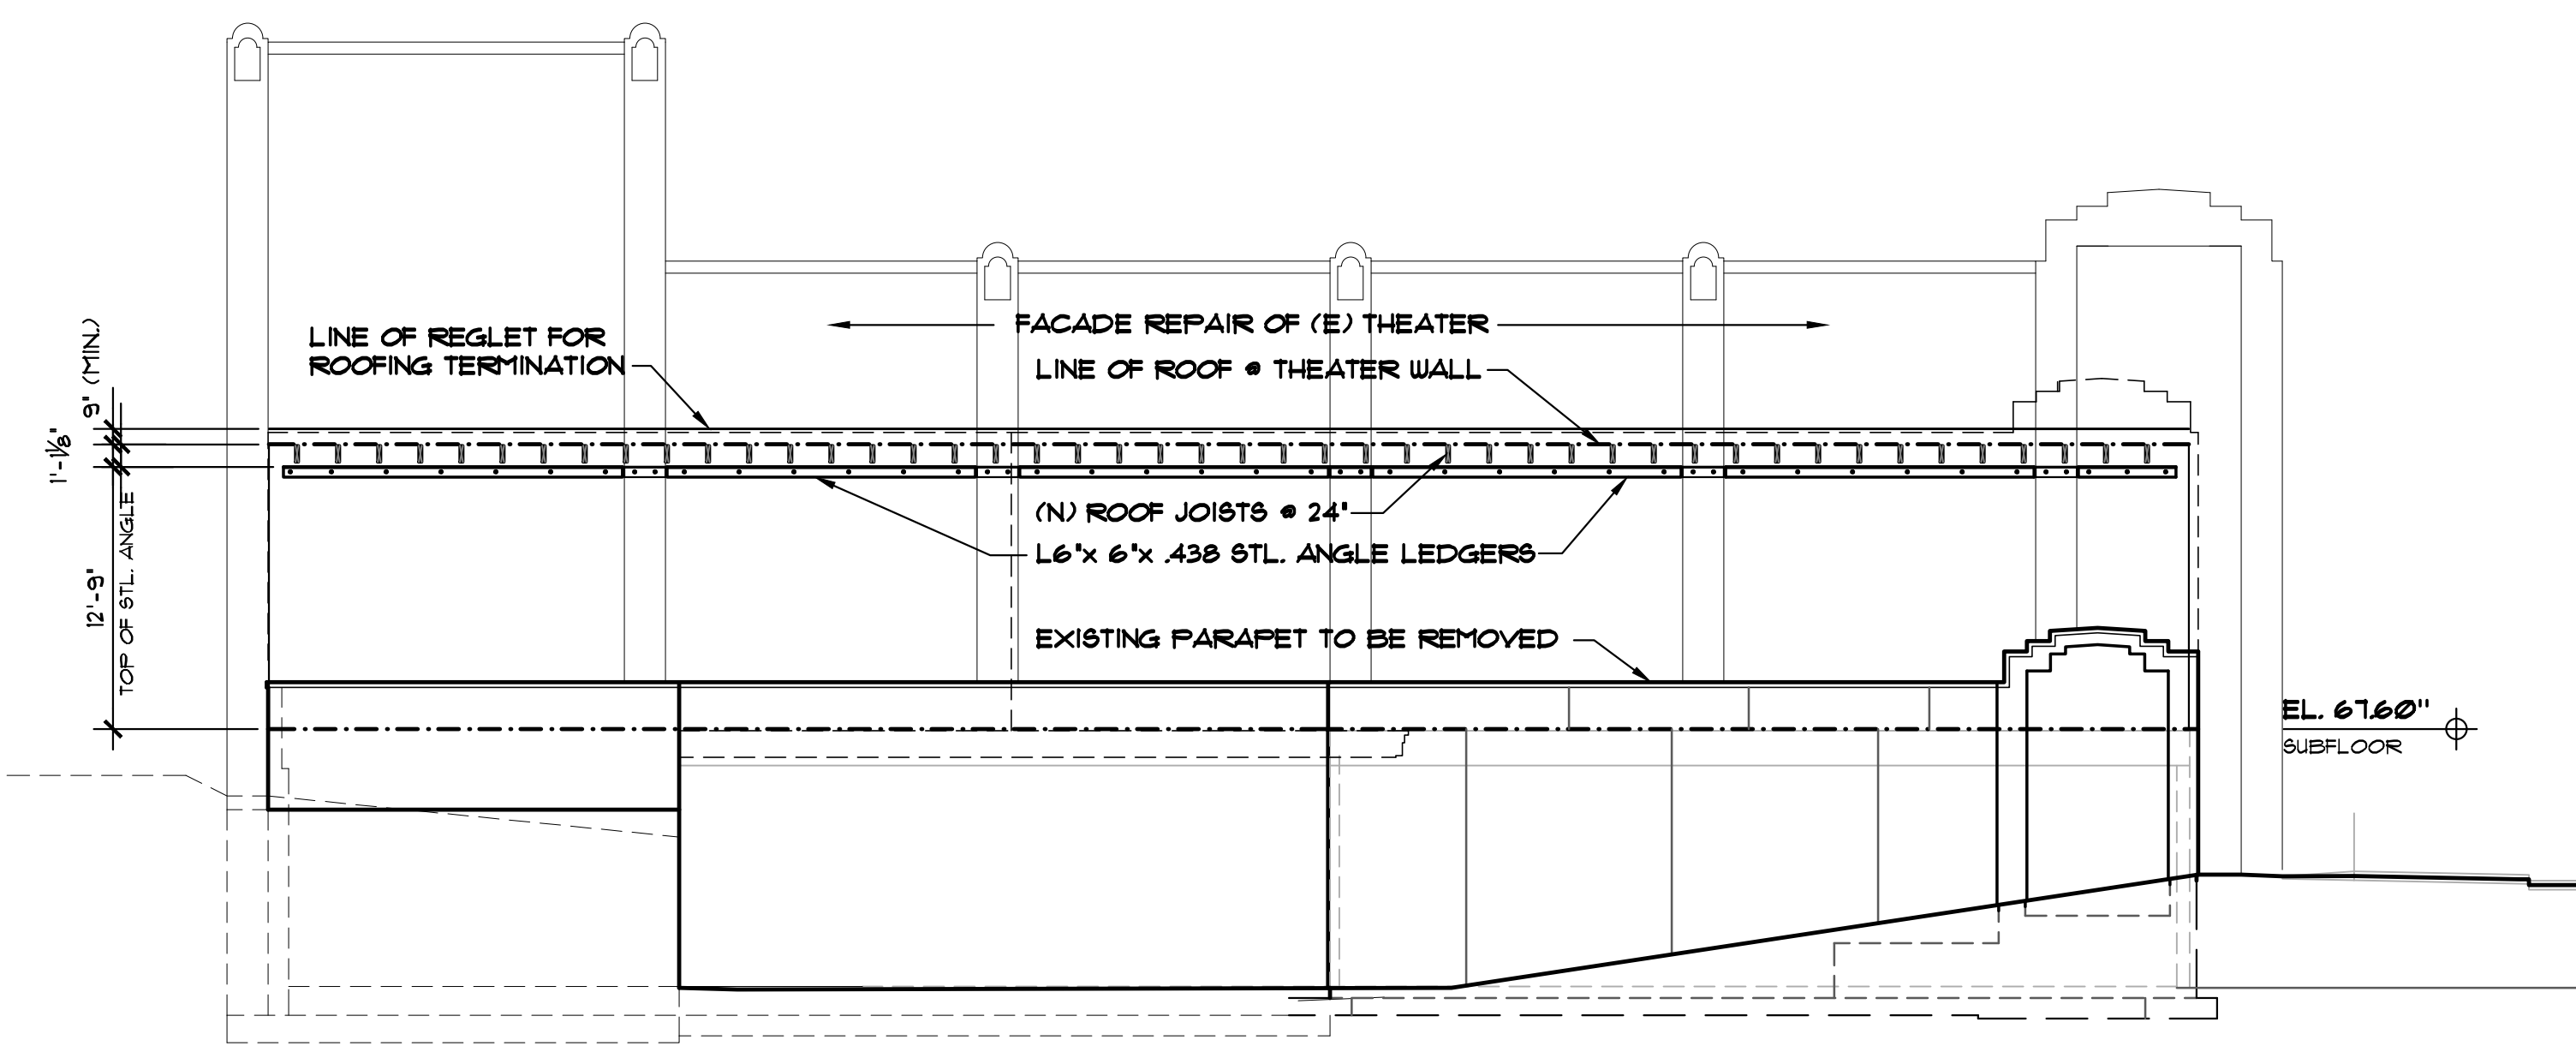 LINE OF REGLET FOR
ROOFING TERMINATION
FACADE REPAIR OF (E) THEATER
LINE OF ROOF @ THEATER WALL
9" (MIN.)
1'-1⅛"
12'-9"
TOP OF STL. ANGLE
(N) ROOF JOISTS @ 24"
L6"x 6"x .438 STL. ANGLE LEDGERS
EXISTING PARAPET TO BE REMOVED
EL. 67.60"
SUBFLOOR